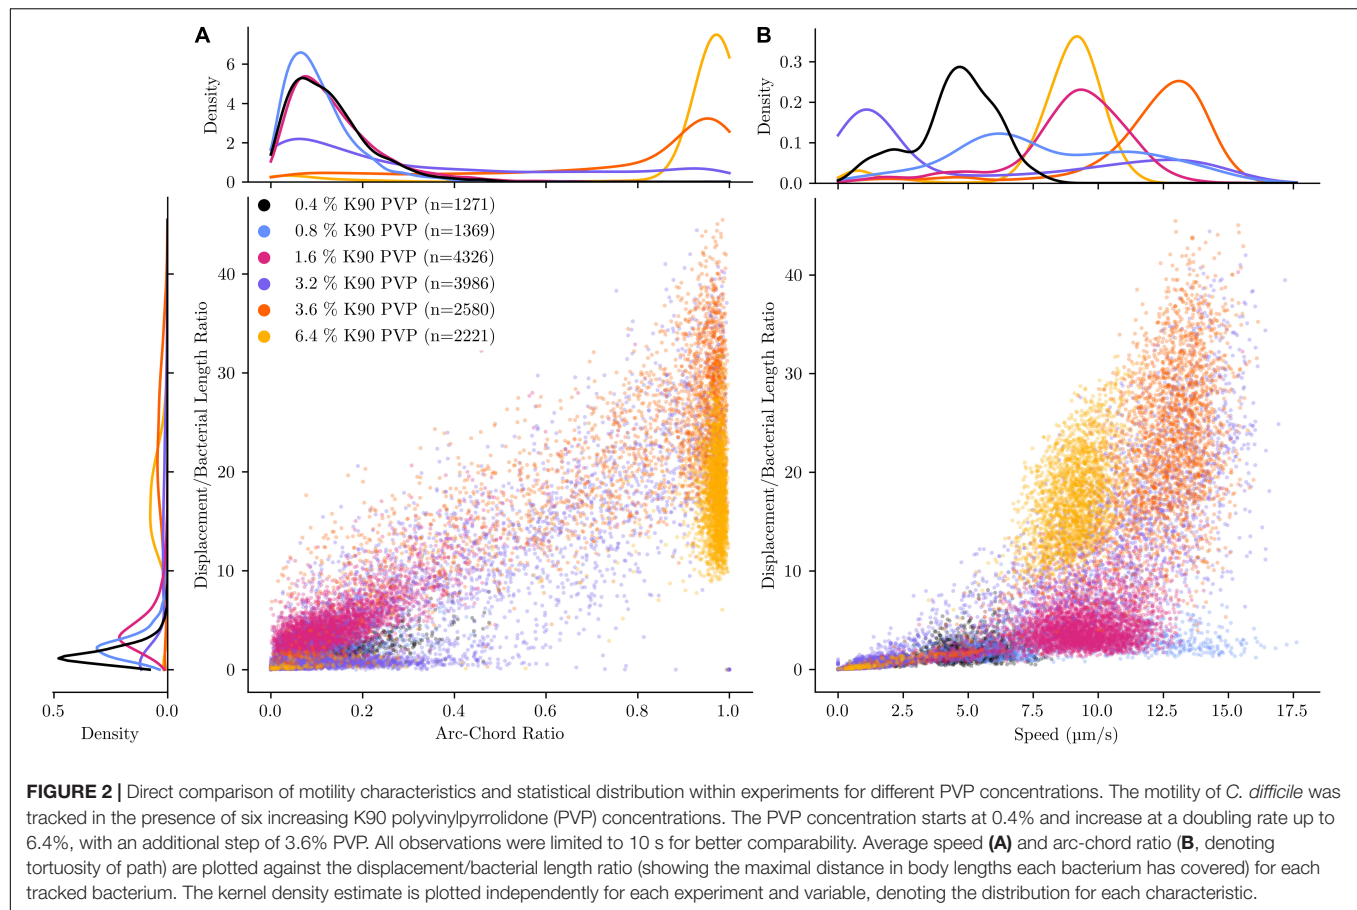 A
B
Density
6
4
2
0
Density
0.3
0.2
0.1
0.0
0.4 % K90 PVP (n=1271)
0.8 % K90 PVP (n=1369)
1.6 % K90 PVP (n=4326)
3.2 % K90 PVP (n=3986)
3.6 % K90 PVP (n=2580)
6.4 % K90 PVP (n=2221)
Displacement/Bacterial Length Ratio
40
30
20
10
0
Displacement/Bacterial Length Ratio
40
30
20
10
0
0.5 0.0
Density
0.0 0.2 0.4 0.6 0.8 1.0
Arc-Chord Ratio
0.0 2.5 5.0 7.5 10.0 12.5 15.0 17.5
Speed (µm/s)
FIGURE 2 | Direct comparison of motility characteristics and statistical distribution within experiments for different PVP concentrations. The motility of C. difficile was
tracked in the presence of six increasing K90 polyvinylpyrrolidone (PVP) concentrations. The PVP concentration starts at 0.4% and increase at a doubling rate up to
6.4%, with an additional step of 3.6% PVP. All observations were limited to 10 s for better comparability. Average speed (A) and arc-chord ratio (B, denoting
tortuosity of path) are plotted against the displacement/bacterial length ratio (showing the maximal distance in body lengths each bacterium has covered) for each
tracked bacterium. The kernel density estimate is plotted independently for each experiment and variable, denoting the distribution for each characteristic.